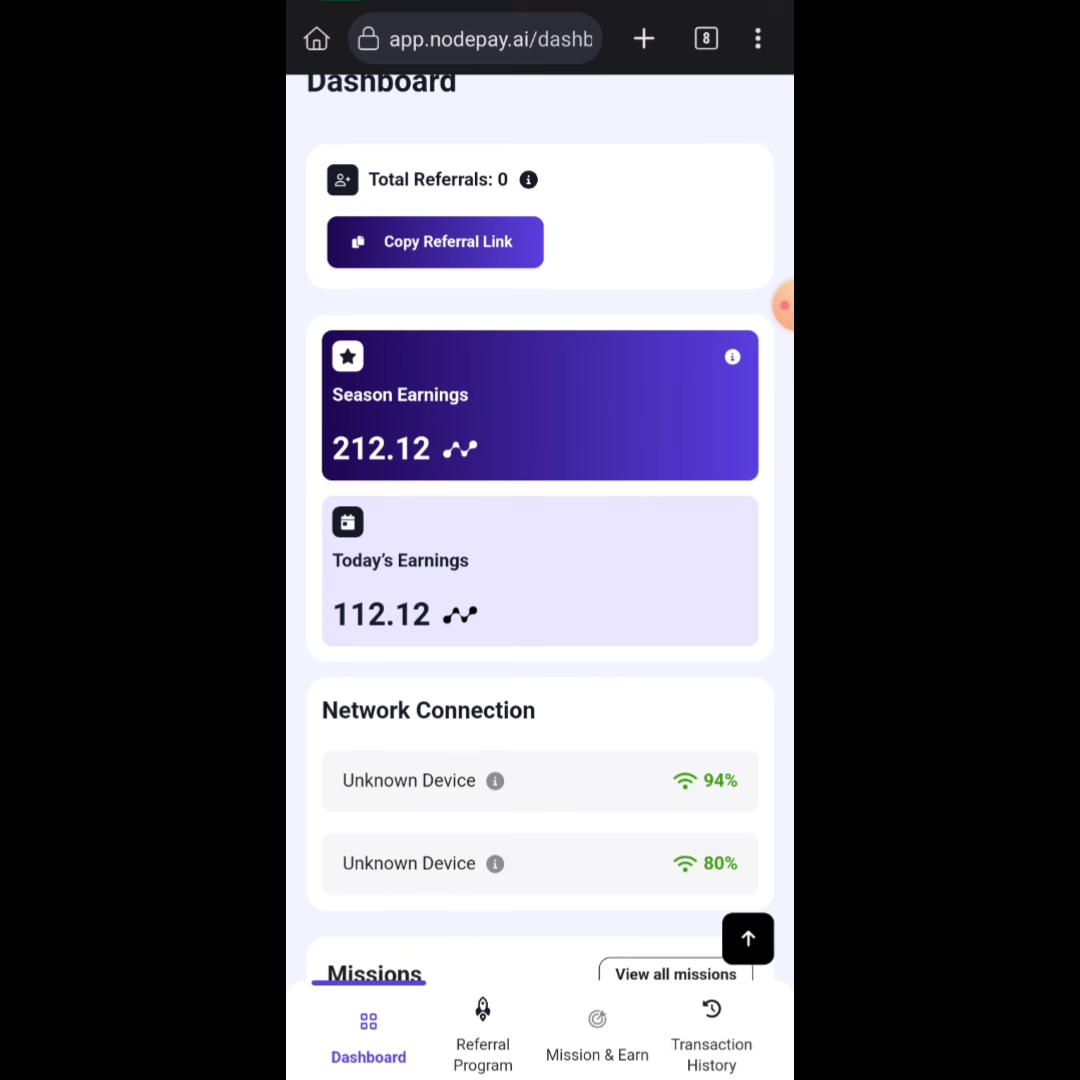 app.nodepay.ai/dashb
8
Dashboard
Total Referrals: 0
Copy Referral Link
Season Earnings
212.12
Today’s Earnings
112.12
Network Connection
Unknown Device
94%
Unknown Device
80%
Missions
View all missions
Dashboard
Referral
Program
Mission & Earn
Transaction
History